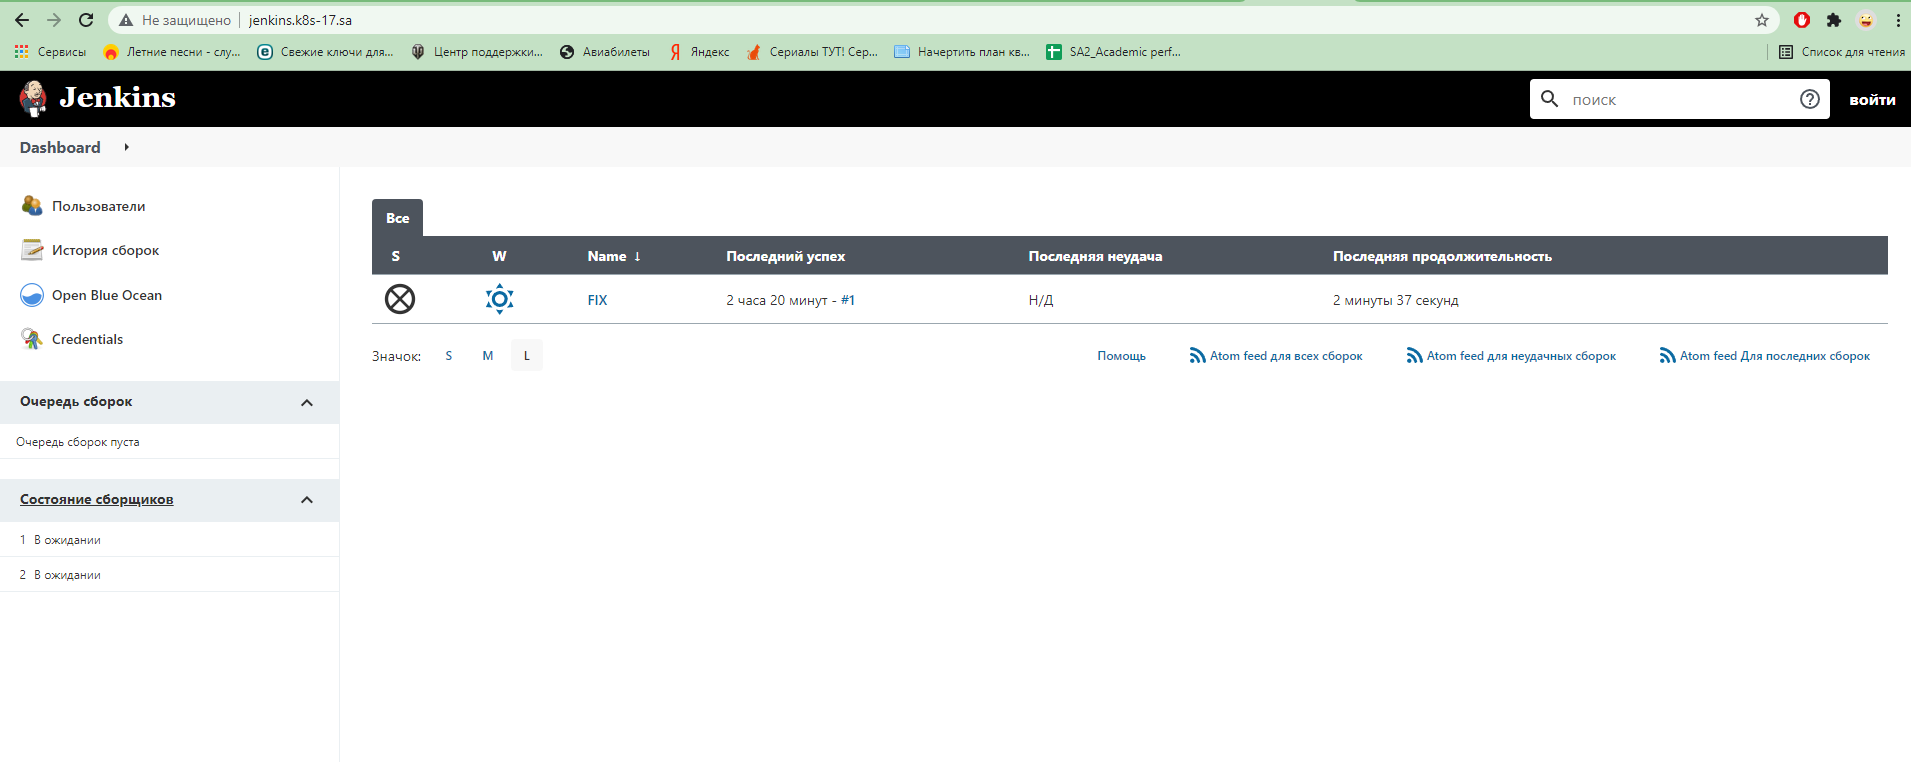 Не защищено | jenkins.k8s-17.sa
Сервисы Летние песни - слу... Свежие ключи для... Центр поддержки... Авиабилеты Яндекс Сериалы ТУТ! Сер... Начертить план кв... SA2_Academic perf... Список для чтения
Jenkins поиск войти
Dashboard
Пользователи
История сборок
Open Blue Ocean
Credentials
Очередь сборок
Очередь сборок пуста
Состояние сборщиков
1 В ожидании
2 В ожидании
Все
S W Name ↓ Последний успех Последняя неудача Последняя продолжительность
FIX 2 часа 20 минут - #1 Н/Д 2 минуты 37 секунд
Значок: S M L Помощь Atom feed для всех сборок Atom feed для неудачных сборок Atom feed Для последних сборок